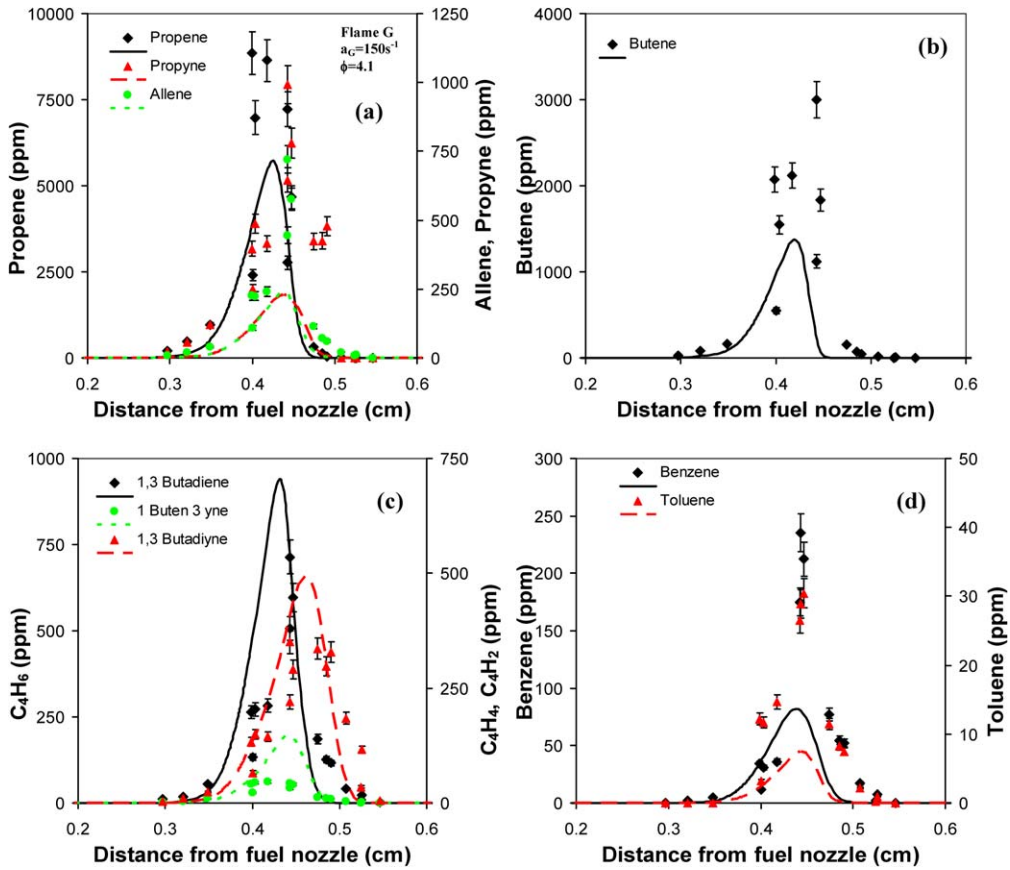 Propene
Propyne
Allene
Flame G
a_G=150s⁻¹
ϕ=4.1
(a)
10000
7500
5000
2500
0
Propene (ppm)
1250
1000
750
500
250
0
Allene, Propyne (ppm)
0.2 0.3 0.4 0.5 0.6
Distance from fuel nozzle (cm)
Butene
(b)
4000
3000
2000
1000
0
Butene (ppm)
0.2 0.3 0.4 0.5 0.6
Distance from fuel nozzle (cm)
1,3 Butadiene
1 Buten 3 yne
1,3 Butadiyne
(c)
1000
750
500
250
0
C₄H₆ (ppm)
750
500
250
0
C₄H₄, C₄H₂ (ppm)
0.2 0.3 0.4 0.5 0.6
Distance from fuel nozzle (cm)
Benzene
Toluene
(d)
300
250
200
150
100
50
0
Benzene (ppm)
50
40
30
20
10
0
Toluene (ppm)
0.2 0.3 0.4 0.5 0.6
Distance from fuel nozzle (cm)